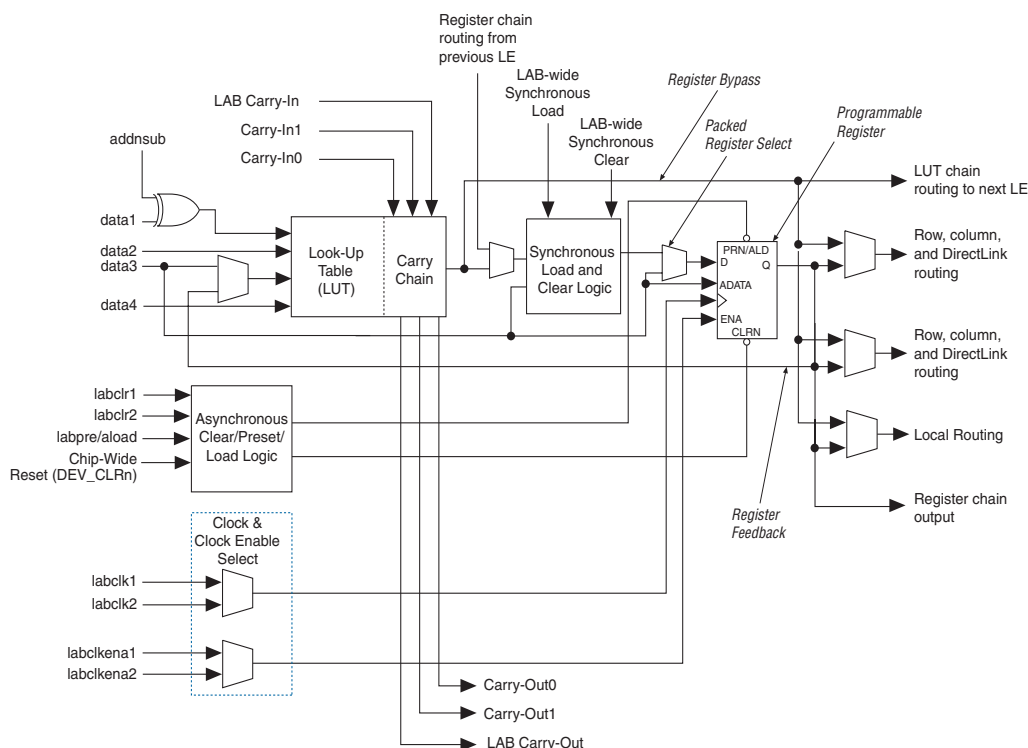 Register chain
routing from
previous LE
LAB-wide
Synchronous
Load
LAB-wide
Synchronous
Clear
Register Bypass
Packed
Register Select
Programmable
Register
LAB Carry-In
Carry-In1
Carry-In0
addnsub
data1
data2
data3
data4
Look-Up
Table
(LUT)
Carry
Chain
Synchronous
Load and
Clear Logic
PRN/ALD
D
Q
ADATA
ENA
CLRN
LUT chain
routing to next LE
Row, column,
and DirectLink
routing
Row, column,
and DirectLink
routing
Local Routing
Register chain
output
Register
Feedback
labclr1
labclr2
labpre/aload
Chip-Wide
Reset (DEV_CLRn)
Asynchronous
Clear/Preset/
Load Logic
Clock &
Clock Enable
Select
labclk1
labclk2
labclkena1
labclkena2
Carry-Out0
Carry-Out1
LAB Carry-Out